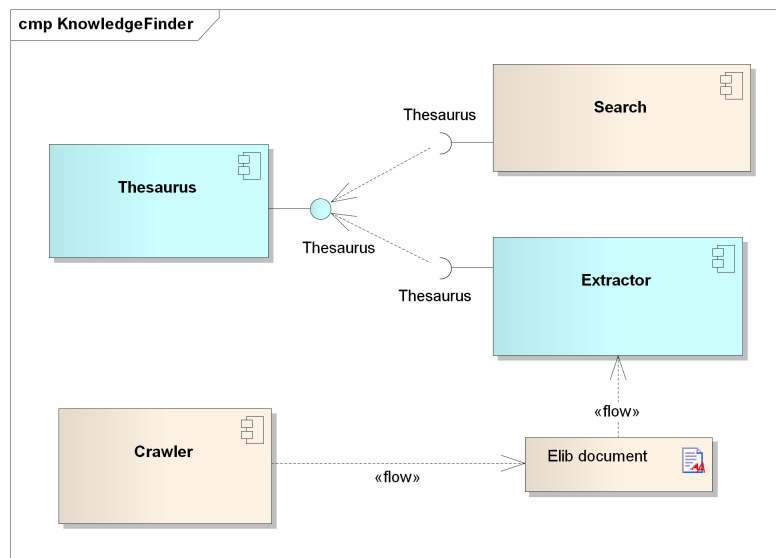 cmp KnowledgeFinder
Search
Thesaurus
Thesaurus
Thesaurus
Extractor
Thesaurus
«flow»
Crawler
Elib document
«flow»